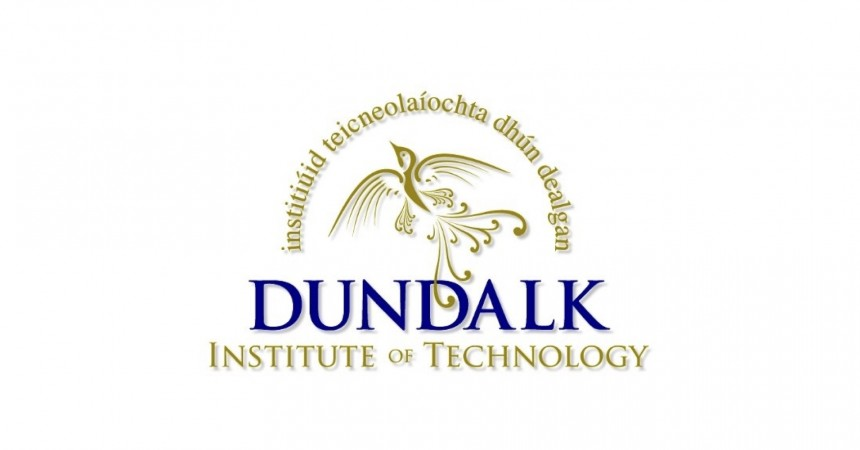 institiúid teicneolaíochta dhún dealgan
DUNDALK
INSTITUTE OF TECHNOLOGY